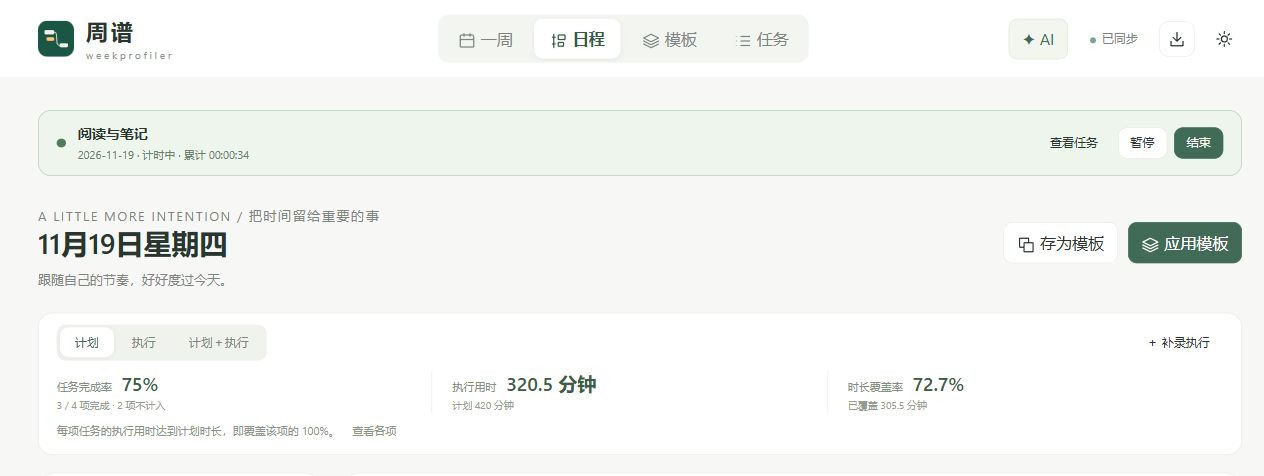 周谱
weekprofiler
一周
日程
模板
任务
AI
已同步
阅读与笔记
2026-11-19 · 计时中 · 累计 00:00:34
查看任务
暂停
结束
A LITTLE MORE INTENTION / 把时间留给重要的事
11月19日星期四
跟随自己的节奏，好好度过今天。
存为模板
应用模板
计划
执行
计划 + 执行
+ 补录执行
任务完成率 75%
3 / 4 项完成 · 2 项不计入
执行用时 320.5 分钟
计划 420 分钟
时长覆盖率 72.7%
已覆盖 305.5 分钟
每项任务的执行用时达到计划时长，即覆盖该项的 100%。 查看各项